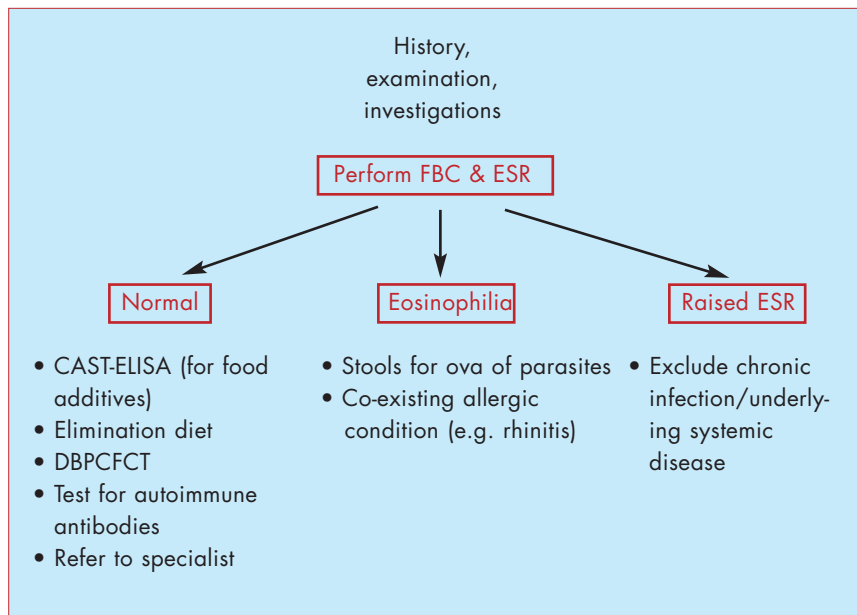 History,
examination,
investigations
Perform FBC & ESR
Normal
Eosinophilia
Raised ESR
• CAST-ELISA (for food
additives)
• Elimination diet
• DBPCFCT
• Test for autoimmune
antibodies
• Refer to specialist
• Stools for ova of parasites
• Co-existing allergic
condition (e.g. rhinitis)
• Exclude chronic
infection/underly-
ing systemic
disease